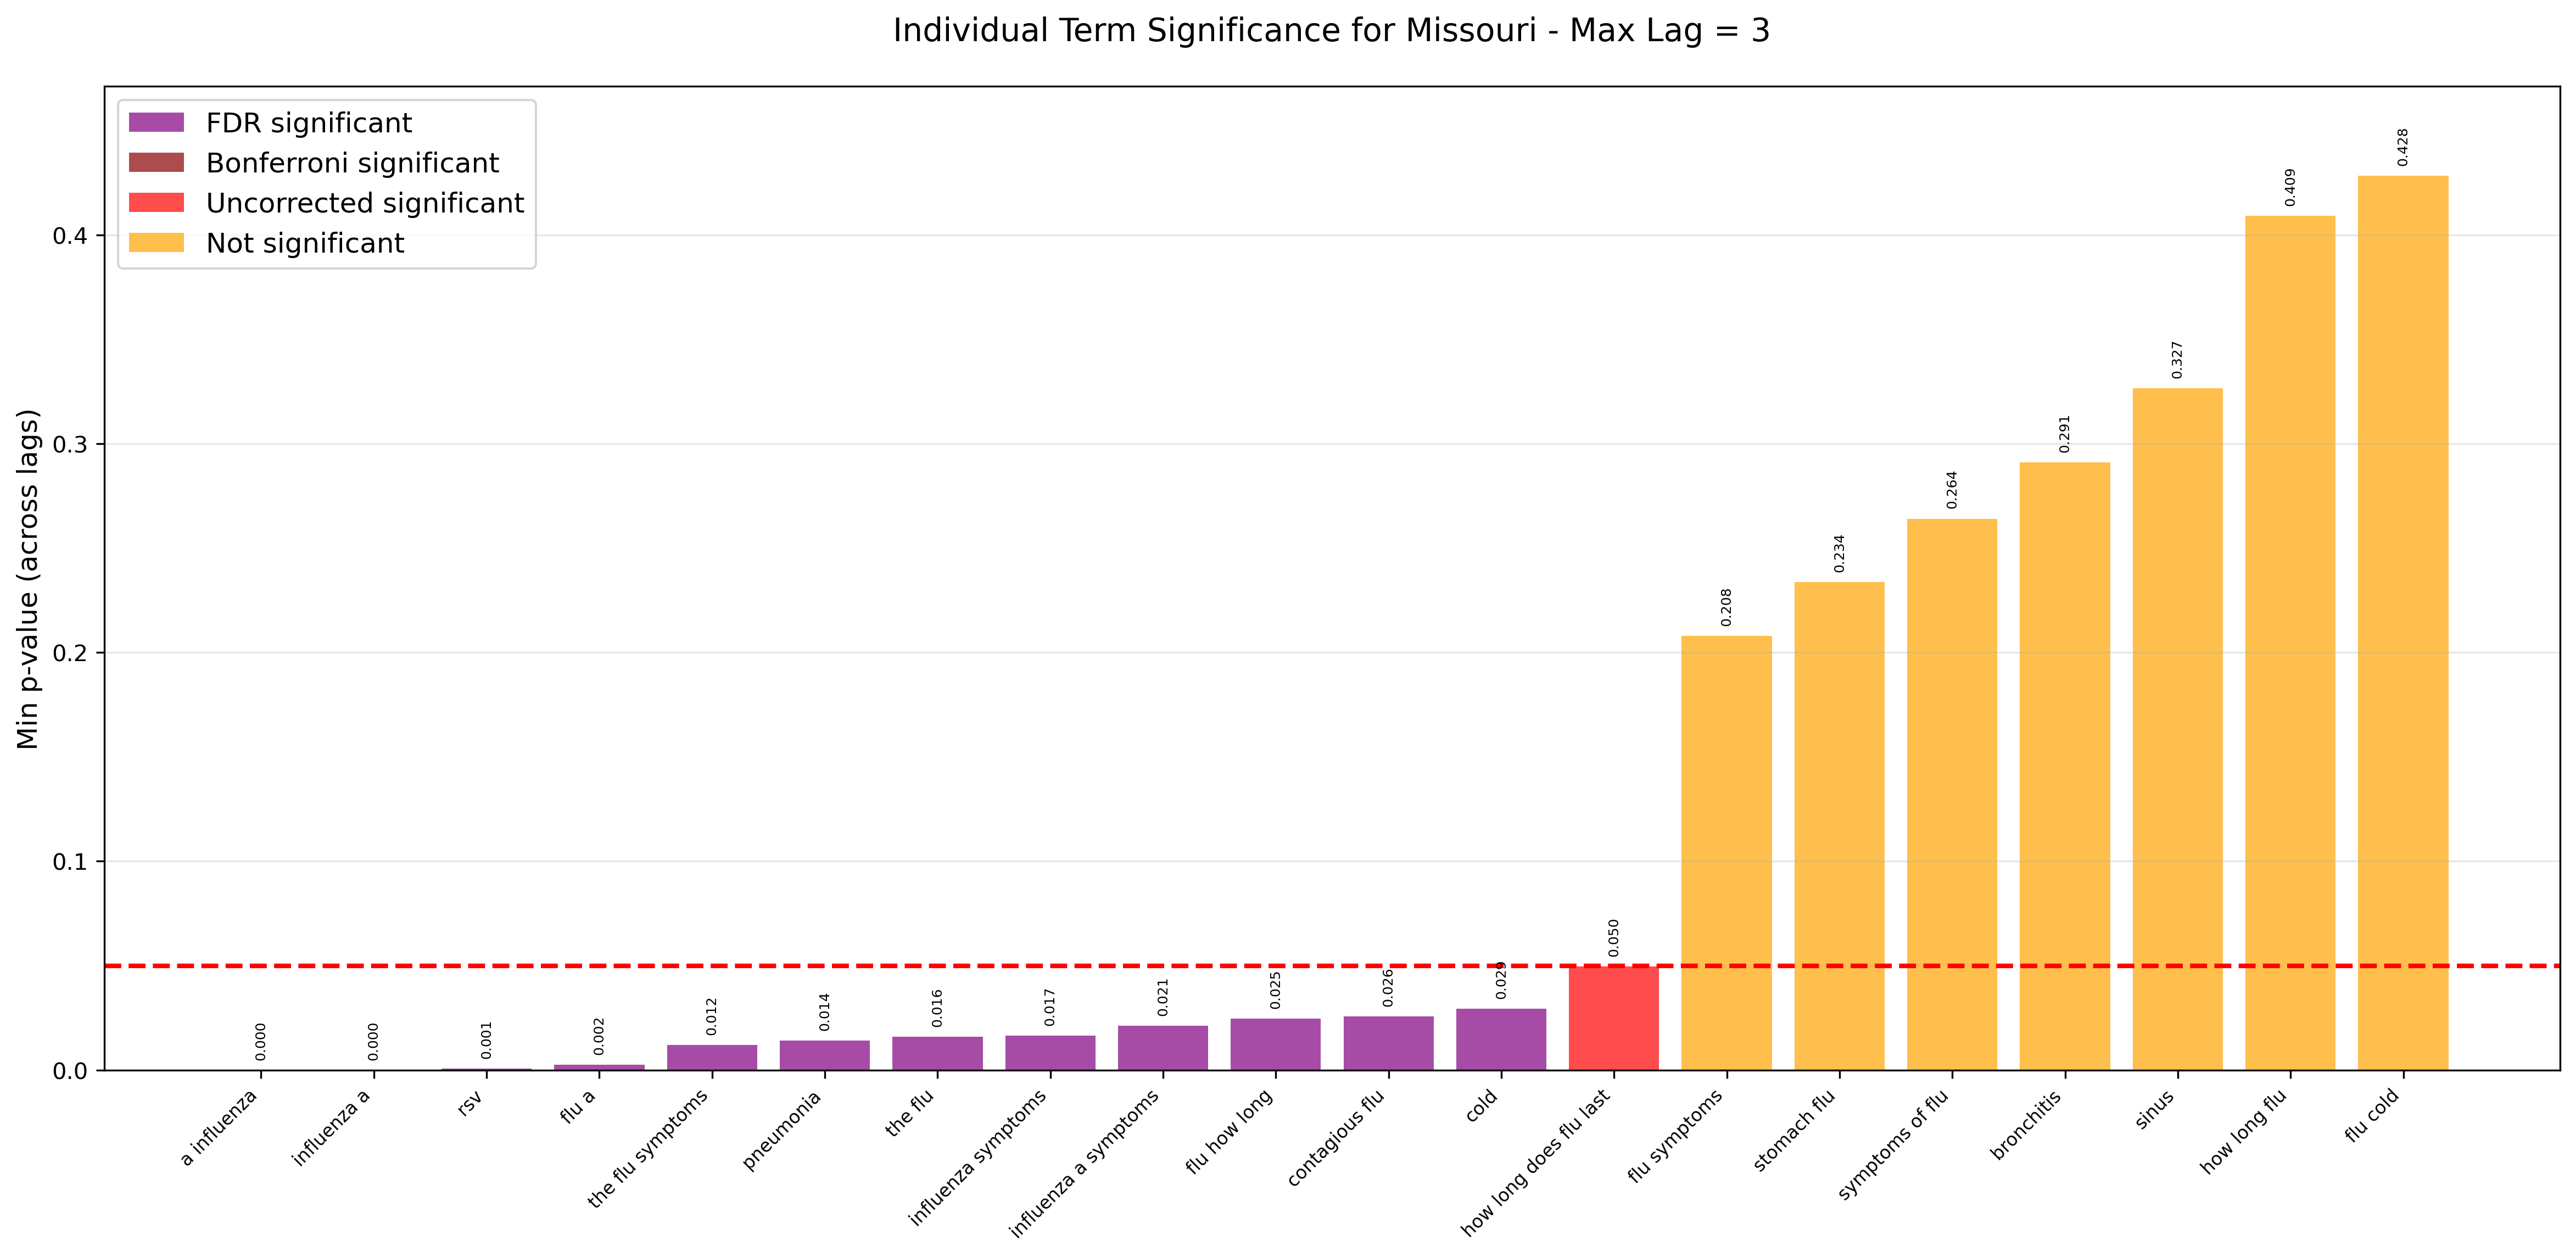 Individual Term Significance for Missouri - Max Lag = 3
FDR significant
Bonferroni significant
Uncorrected significant
Not significant
Min p-value (across lags)
0.4
0.3
0.2
0.1
0.0
0.000
0.000
0.001
0.002
0.012
0.014
0.016
0.017
0.021
0.025
0.026
0.029
0.050
0.208
0.234
0.264
0.291
0.327
0.409
0.428
a influenza
influenza a
rsv
flu a
the flu symptoms
pneumonia
the flu
influenza symptoms
influenza a symptoms
flu how long
contagious flu
cold
how long does flu last
flu symptoms
stomach flu
symptoms of flu
bronchitis
sinus
how long flu
flu cold